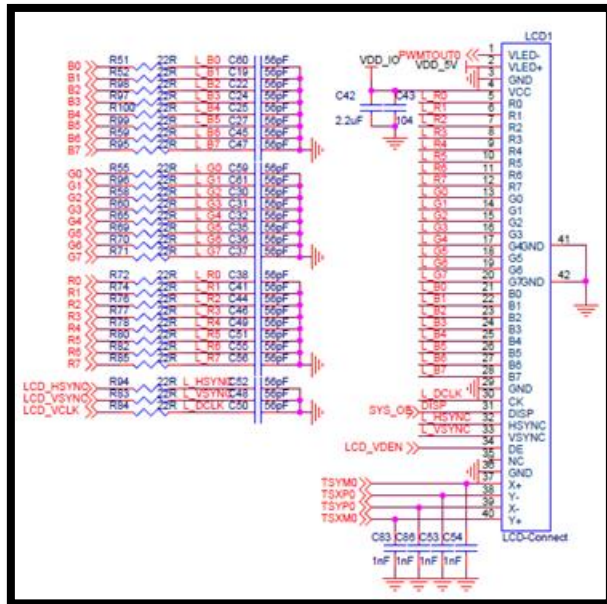 B0 R51 22R L_B0 C60 56pF
B1 R52 22R L_B1 C19 56pF
B2 R98 22R L_B2 C22 56pF
B3 R97 22R L_B3 C24 56pF
B4 R100 22R L_B4 C25 56pF
B5 R99 22R L_B5 C27 56pF
B6 R59 22R L_B6 C45 56pF
B7 R95 22R L_B7 C47 56pF
G0 R55 22R L_G0 C59 56pF
G1 R96 22R L_G1 C61 56pF
G2 R58 22R L_G2 C30 56pF
G3 R60 22R L_G3 C31 56pF
G4 R65 22R L_G4 C32 56pF
G5 R69 22R L_G5 C35 56pF
G6 R70 22R L_G6 C36 56pF
G7 R71 22R L_G7 C37 56pF
R0 R72 22R L_R0 C38 56pF
R1 R74 22R L_R1 C41 56pF
R2 R76 22R L_R2 C44 56pF
R3 R77 22R L_R3 C46 56pF
R4 R78 22R L_R4 C49 56pF
R5 R80 22R L_R5 C51 56pF
R6 R82 22R L_R6 C55 56pF
R7 R85 22R L_R7 C56 56pF
LCD_HSYNC R94 22R L_HSYNC C52 56pF
LCD_VSYNC R83 22R L_VSYNC C48 56pF
LCD_VCLK R84 22R L_DCLK C50 56pF
LCD1
PWMTOUT0 1 VLED-
VDD_IO VDD_5V 2 VLED+
3 GND
4 VCC
C42 C43
2.2uF 104
L_R0 5 R0
L_R1 6 R1
L_R2 7 R2
L_R3 8 R3
L_R4 9 R4
L_R5 10 R5
L_R6 11 R6
L_R7 12 R7
L_G0 13 G0
L_G1 14 G1
L_G2 15 G2
L_G3 16 G3
L_G4 17 G4GND 41
L_G5 18 G5
L_G6 19 G6
L_G7 20 G7GND 42
L_B0 21 B0
L_B1 22 B1
L_B2 23 B2
L_B3 24 B3
L_B4 25 B4
L_B5 26 B5
L_B6 27 B6
L_B7 28 B7
29 GND
L_DCLK 30 CK
DISP 31 DISP
L_HSYNC 32 HSYNC
L_VSYNC 33 VSYNC
LCD_VDEN 34 DE
35 NC
36 GND
TSYM0 37 X+
TSXP0 38 Y-
TSYP0 39 X-
TSXM0 40 Y+
C83 C86 C53 C54
1nF 1nF 1nF 1nF
LCD-Connect